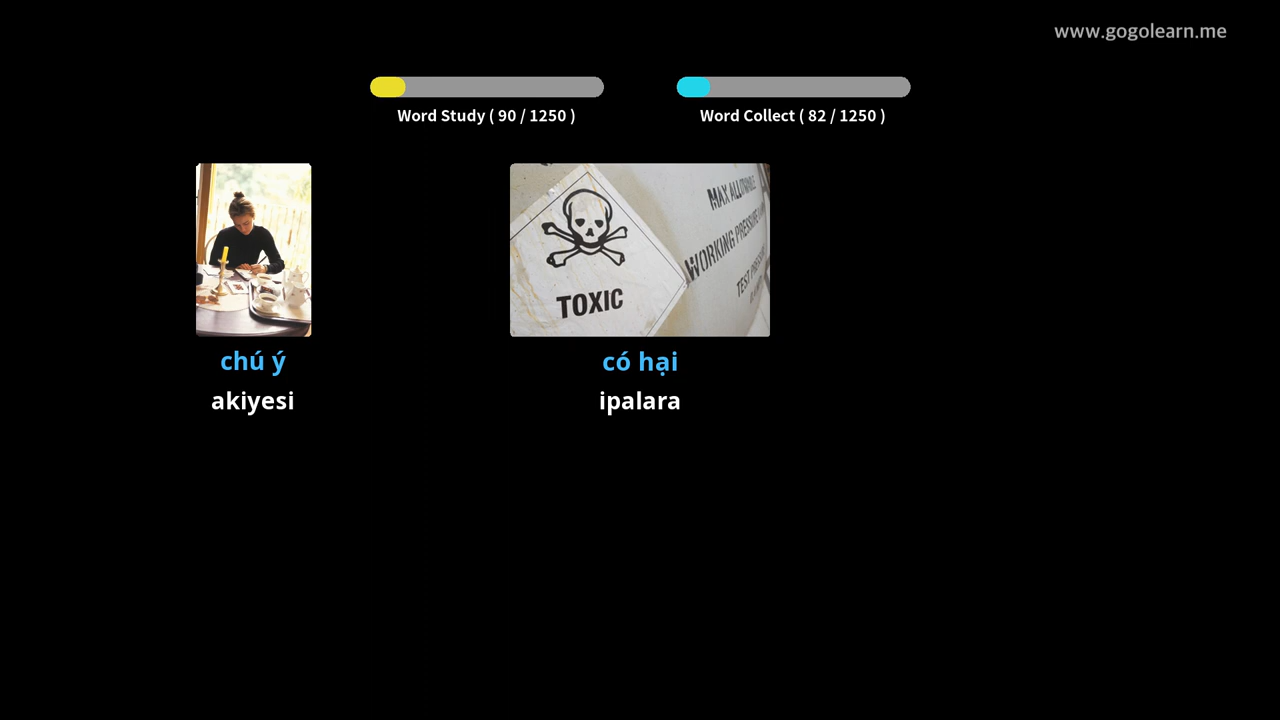 www.gogolearn.me
Word Study ( 90 / 1250 )
Word Collect ( 82 / 1250 )
TOXIC
MAX ALLOWABLE
WORKING PRESSURE
TEST
chú ý
akiyesi
có hại
ipalara